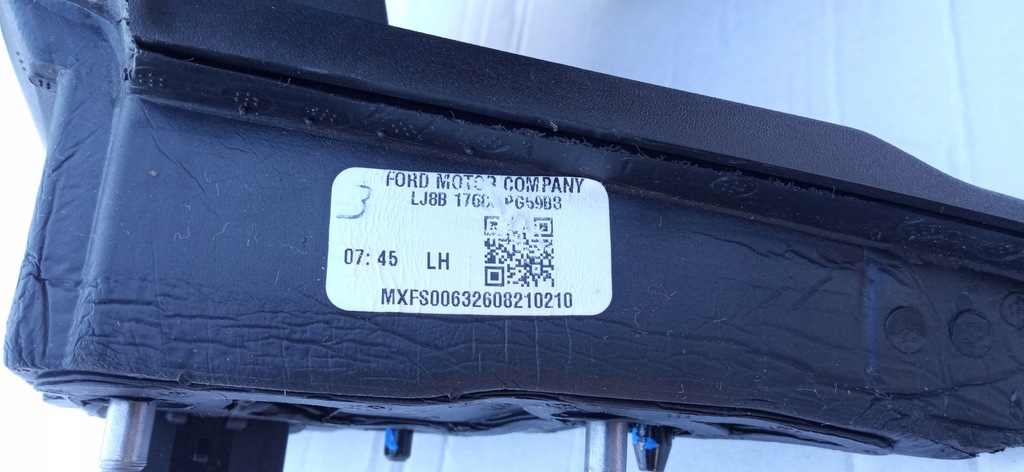 3
FORD MOTOR COMPANY
LJ8B
07:45 LH
MXFS00632608210210